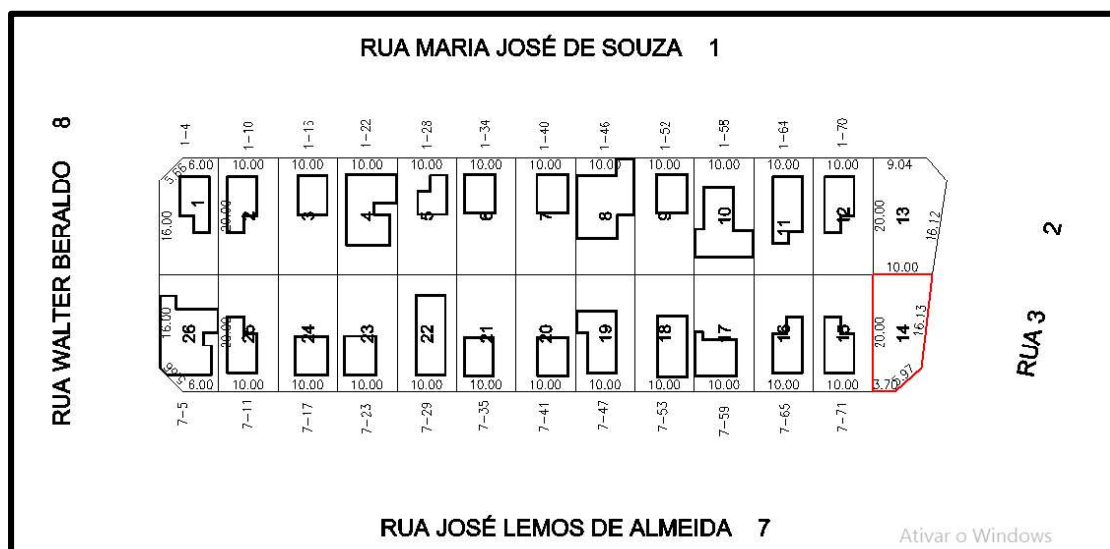 RUA MARIA JOSÉ DE SOUZA 1
RUA WALTER BERALDO 8
1-4 1-10 1-16 1-22 1-28 1-34 1-40 1-46 1-52 1-58 1-64 1-70
5.66 6.00 10.00 10.00 10.00 10.00 10.00 10.00 10.00 10.00 10.00 10.00 10.00 9.04
16.00 1 20.00 2 3 4 5 6 7 8 9 10 11 12 20.00 13 16.12
10.00
RUA 3 2
16.00 26 20.00 25 24 23 22 21 20 19 18 17 16 15 20.00 14 16.13
5.66 6.00 10.00 10.00 10.00 10.00 10.00 10.00 10.00 10.00 10.00 10.00 10.00 3.70 5.97
7-5 7-11 7-17 7-23 7-29 7-35 7-41 7-47 7-53 7-59 7-65 7-71
RUA JOSÉ LEMOS DE ALMEIDA 7
Ativar o Windows